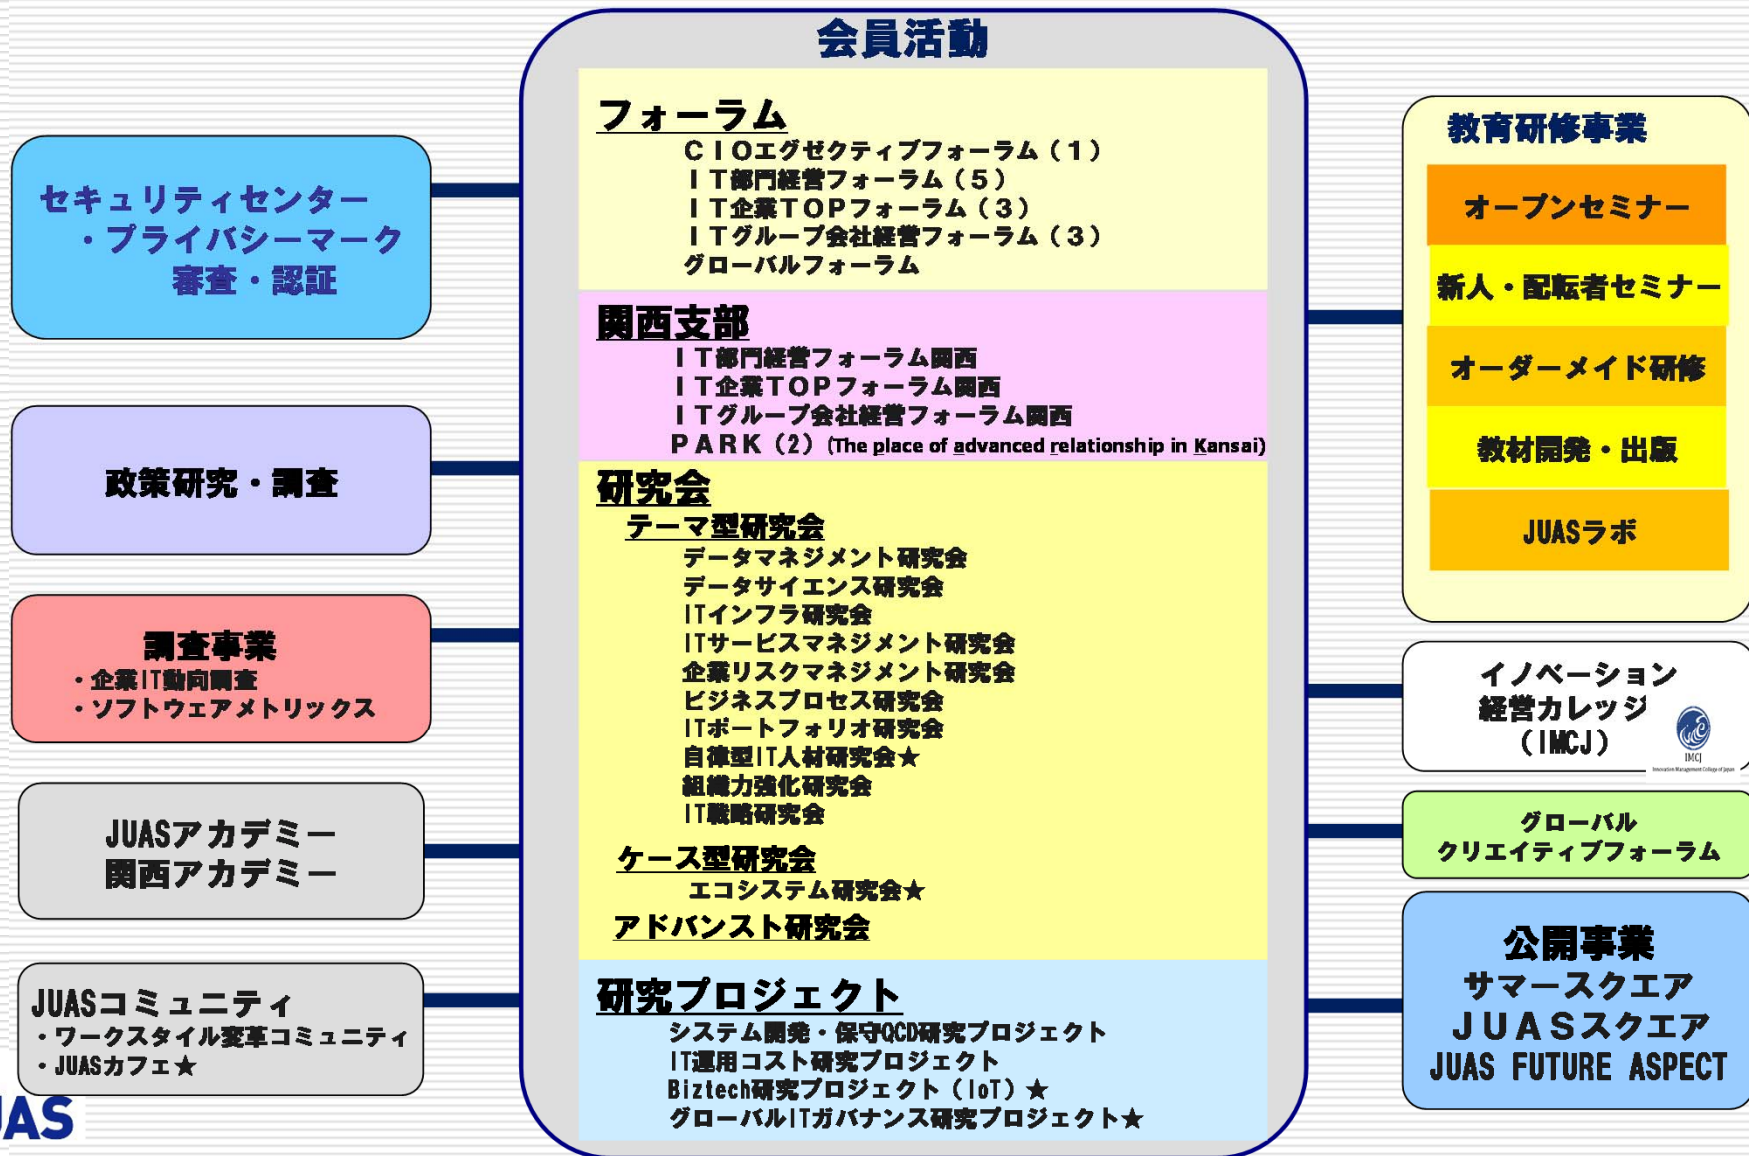 会員活動
フォーラム
ＣＩＯエグゼクティブフォーラム（１）
ＩＴ部門経営フォーラム（５）
ＩＴ企業ＴＯＰフォーラム（３）
ＩＴグループ会社経営フォーラム（３）
グローバルフォーラム
関西支部
ＩＴ部門経営フォーラム関西
ＩＴ企業ＴＯＰフォーラム関西
ＩＴグループ会社経営フォーラム関西
ＰＡＲＫ（2）(The place of advanced relationship in Kansai)
研究会
テーマ型研究会
データマネジメント研究会
データサイエンス研究会
ITインフラ研究会
ITサービスマネジメント研究会
企業リスクマネジメント研究会
ビジネスプロセス研究会
ITポートフォリオ研究会
自律型IT人材研究会★
組織力強化研究会
IT戦略研究会
ケース型研究会
エコシステム研究会★
アドバンスト研究会
研究プロジェクト
システム開発・保守QCD研究プロジェクト
IT運用コスト研究プロジェクト
Biztech研究プロジェクト（IoT）★
グローバルITガバナンス研究プロジェクト★
セキュリティセンター
・プライバシーマーク
審査・認証
政策研究・調査
調査事業
・企業IT動向調査
・ソフトウェアメトリックス
JUASアカデミー
関西アカデミー
JUASコミュニティ
・ワークスタイル変革コミュニティ
・JUASカフェ★
UAS
教育研修事業
オープンセミナー
新人・配転者セミナー
オーダーメイド研修
教材開発・出版
JUASラボ
イノベーション
経営カレッジ
（IMCJ）
IMCJ
Innovation Management College of Japan
グローバル
クリエイティブフォーラム
公開事業
サマースクエア
ＪＵＡＳスクエア
JUAS FUTURE ASPECT